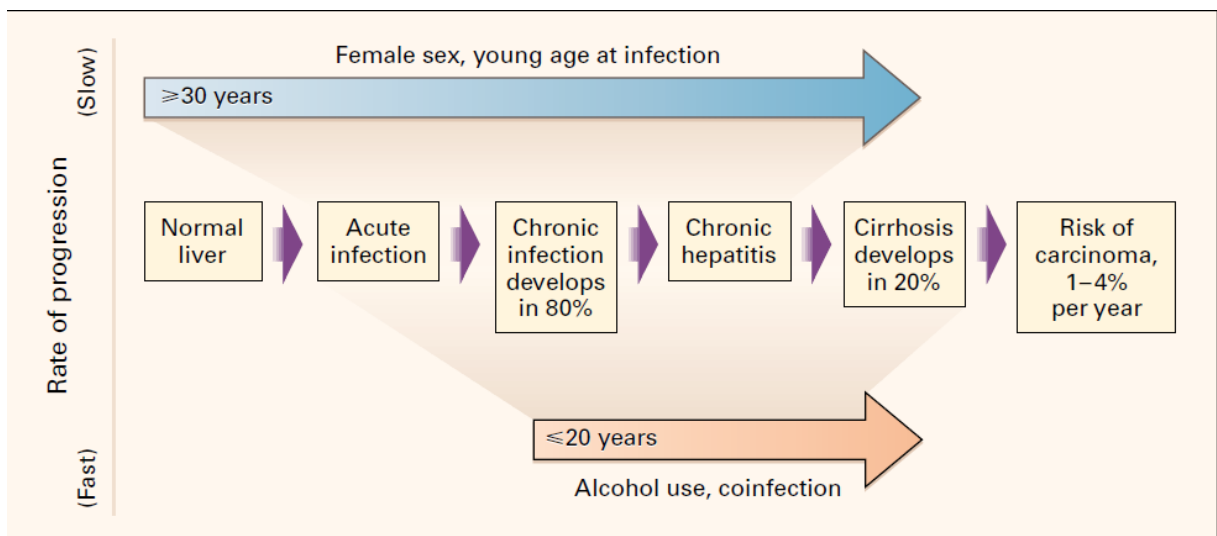 (Slow)
Rate of progression
(Fast)
Female sex, young age at infection
⩾30 years
Normal
liver
Acute
infection
Chronic
infection
develops
in 80%
Chronic
hepatitis
Cirrhosis
develops
in 20%
Risk of
carcinoma,
1–4%
per year
⩽20 years
Alcohol use, coinfection